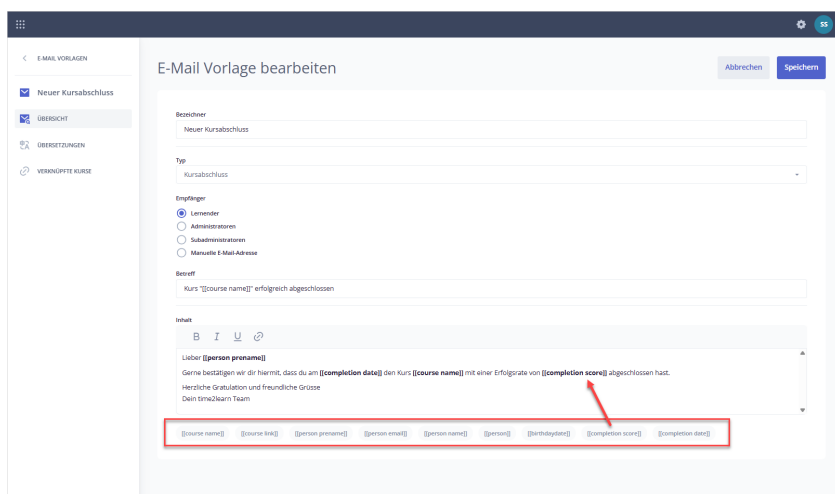 SS
E-MAIL VORLAGEN
Neuer Kursabschluss
ÜBERSICHT
ÜBERSETZUNGEN
VERKNÜPFTE KURSE
E-Mail Vorlage bearbeiten
Abbrechen
Speichern
Bezeichner
Neuer Kursabschluss
Typ
Kursabschluss
Empfänger
Lernender
Administratoren
Subadministratoren
Manuelle E-Mail-Adresse
Betreff
Kurs "[[course name]]" erfolgreich abgeschlossen
Inhalt
B I U
Lieber [[person prename]]
Gerne bestätigen wir dir hiermit, dass du am [[completion date]] den Kurs [[course name]] mit einer Erfolgsrate von [[completion score]] abgeschlossen hast.
Herzliche Gratulation und freundliche Grüsse
Dein time2learn Team
[[course name]] [[course link]] [[person prename]] [[person email]] [[person name]] [[person]] [[birthdaydate]] [[completion score]] [[completion date]]